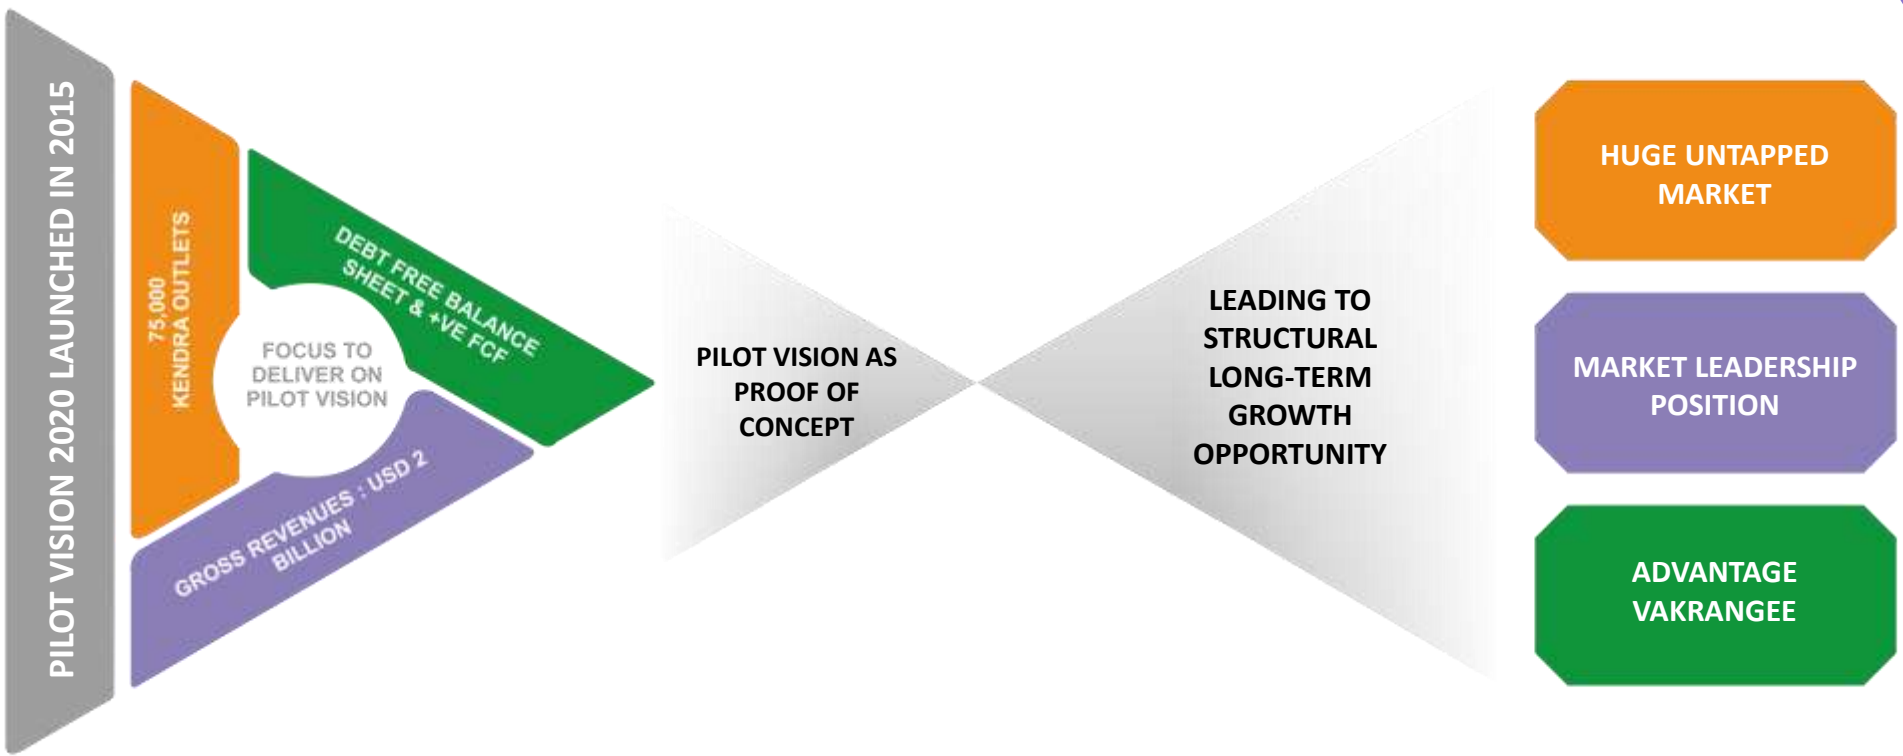 PILOT VISION 2020 LAUNCHED IN 2015
75,000
KENDRA OUTLETS
DEBT FREE BALANCE
SHEET & +VE FCF
FOCUS TO
DELIVER ON
PILOT VISION
GROSS REVENUES : USD 2
BILLION
PILOT VISION AS
PROOF OF
CONCEPT
LEADING TO
STRUCTURAL
LONG-TERM
GROWTH
OPPORTUNITY
HUGE UNTAPPED
MARKET
MARKET LEADERSHIP
POSITION
ADVANTAGE
VAKRANGEE